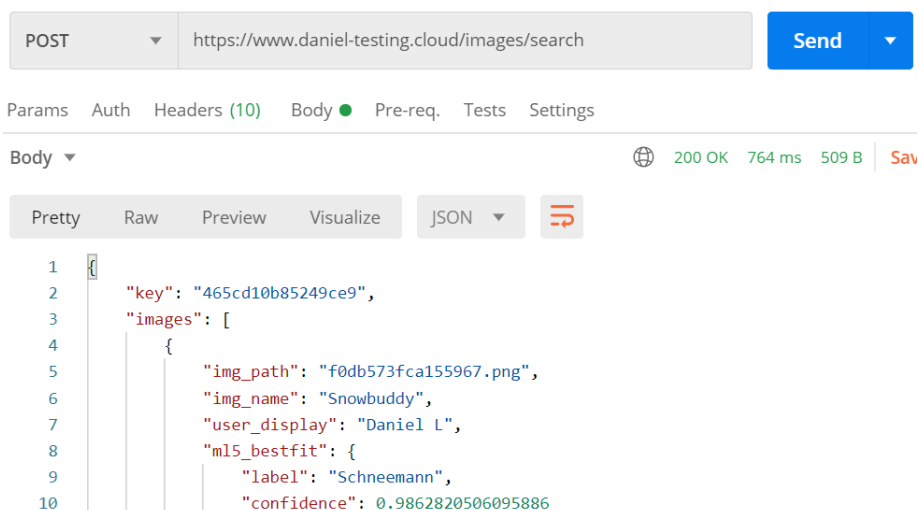 POST https://www.daniel-testing.cloud/images/search Send
Params Auth Headers (10) Body Pre-req. Tests Settings
Body 200 OK 764 ms 509 B Sav
Pretty Raw Preview Visualize JSON
1 {
2 "key": "465cd10b85249ce9",
3 "images": [
4 {
5 "img_path": "f0db573fca155967.png",
6 "img_name": "Snowbuddy",
7 "user_display": "Daniel L",
8 "ml5_bestfit": {
9 "label": "Schneemann",
10 "confidence": 0.9862820506095886